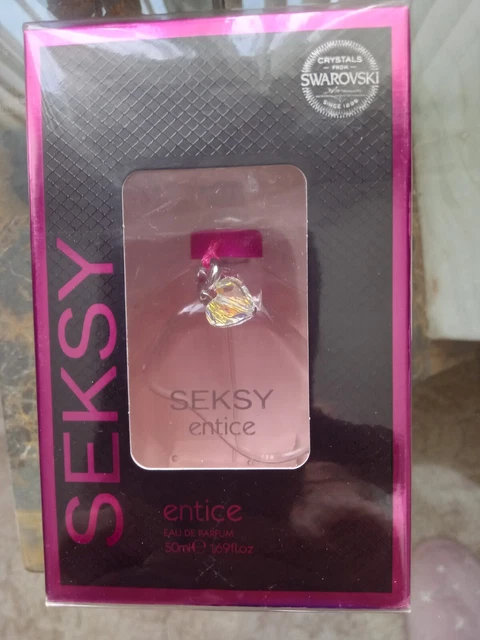 CRYSTALS
FROM
SWAROVSKI
SINCE 1895
SEKSY
SEKSY
entice
entice
EAU DE PARFUM
50ml℮ 1.69fl.oz